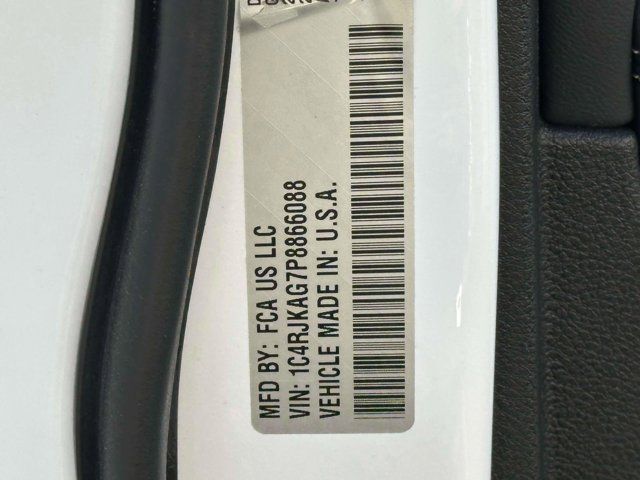 MFD BY: FCA US LLC
VIN: 1C4RJKAG7P8866088
VEHICLE MADE IN: U.S.A.